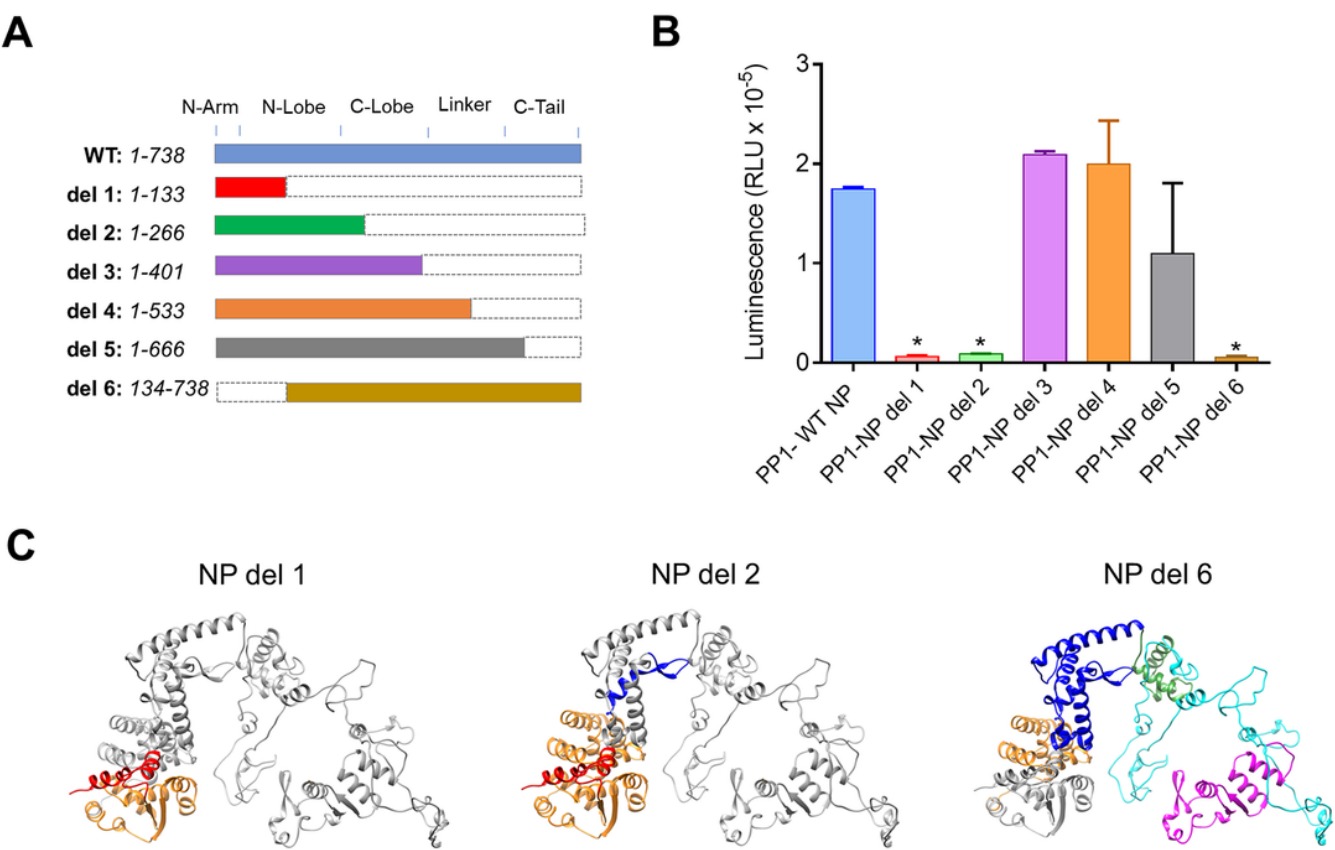 A
N-Arm N-Lobe C-Lobe Linker C-Tail
WT: 1-738
del 1: 1-133
del 2: 1-266
del 3: 1-401
del 4: 1-533
del 5: 1-666
del 6: 134-738
B
Luminescence (RLU x 10-5)
3
2
1
0
* * *
PP1- WT NP
PP1-NP del 1
PP1-NP del 2
PP1-NP del 3
PP1-NP del 4
PP1-NP del 5
PP1-NP del 6
C
NP del 1 NP del 2 NP del 6